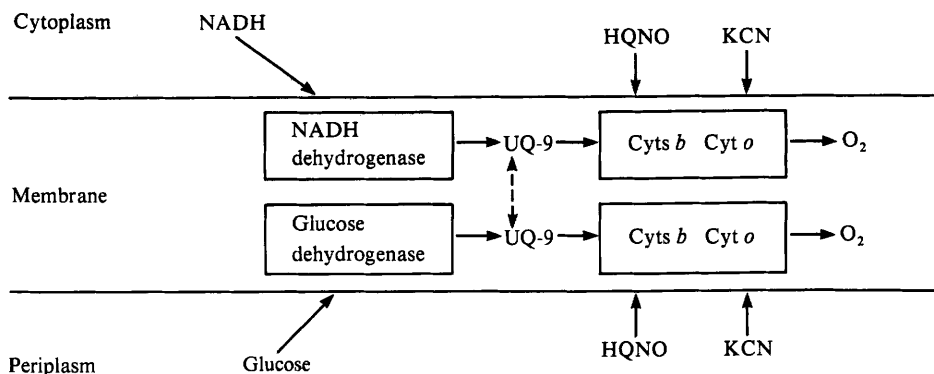 Cytoplasm
NADH
HQNO
KCN
NADH
dehydrogenase
UQ-9
Cyts b Cyt o
O₂
Membrane
Glucose
dehydrogenase
UQ-9
Cyts b Cyt o
O₂
Periplasm
Glucose
HQNO
KCN